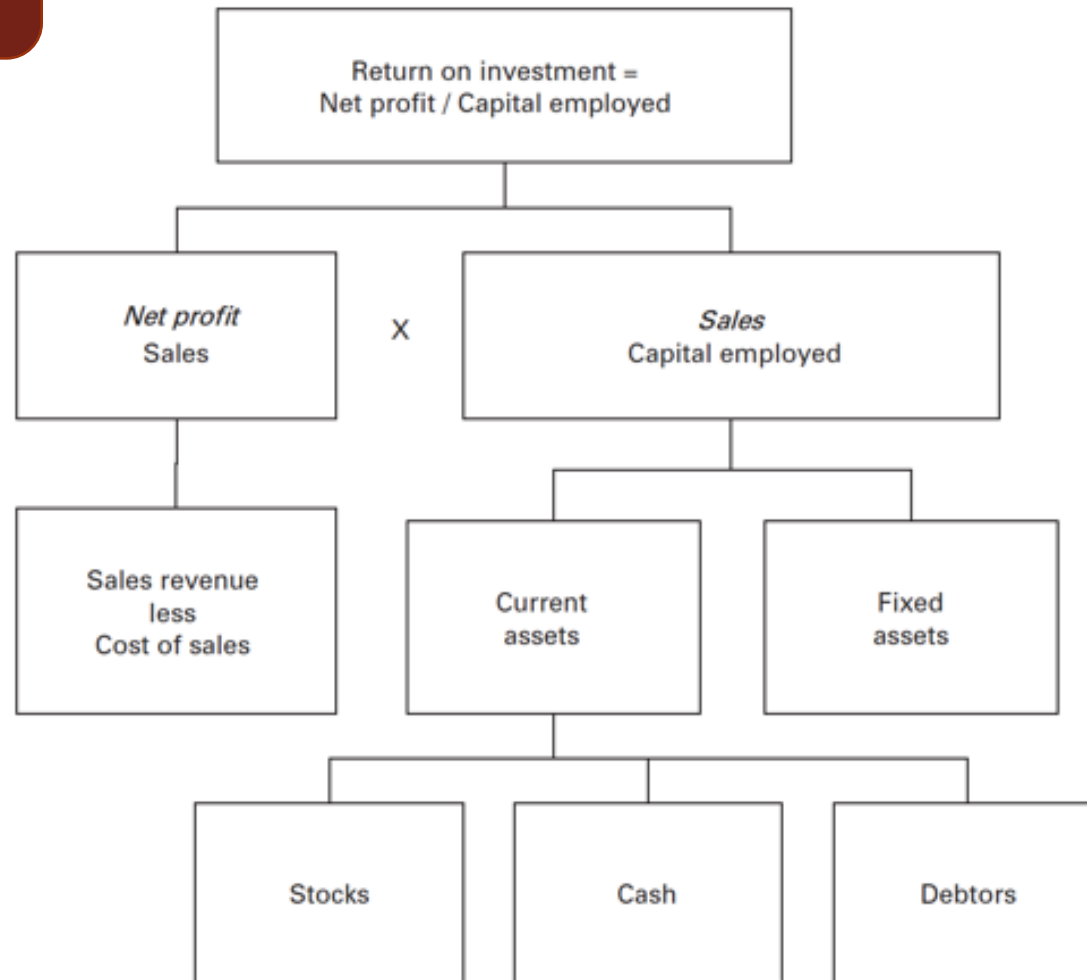 Return on investment =
Net profit / Capital employed
Net profit
Sales
X
Sales
Capital employed
Sales revenue
less
Cost of sales
Current
assets
Fixed
assets
Stocks
Cash
Debtors